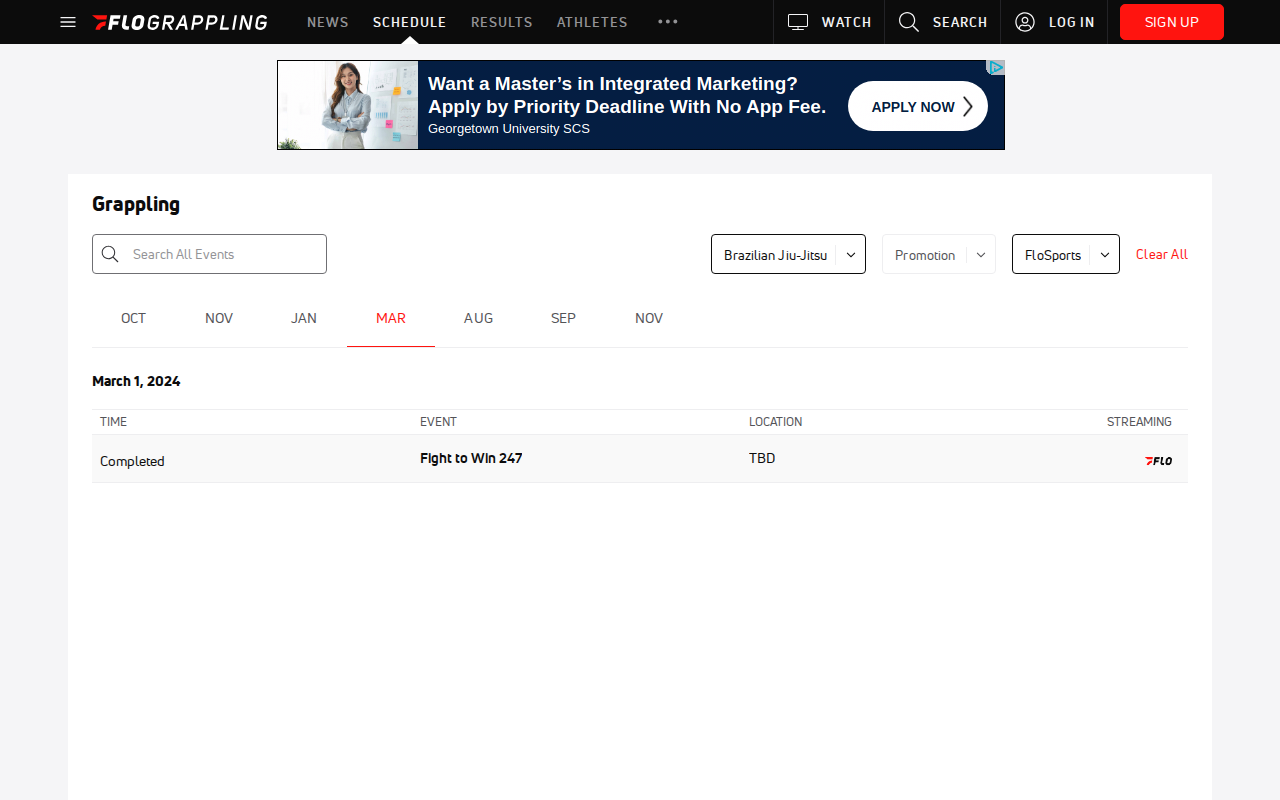 FLOGRAPPLING NEWS SCHEDULE RESULTS ATHLETES ••• WATCH SEARCH LOG IN SIGN UP
Want a Master's in Integrated Marketing?
Apply by Priority Deadline With No App Fee.
Georgetown University SCS
APPLY NOW
Grappling
Search All Events Brazilian Jiu-Jitsu Promotion FloSports Clear All
OCT NOV JAN MAR AUG SEP NOV
March 1, 2024
TIME EVENT LOCATION STREAMING
Completed Fight to Win 247 TBD FLO